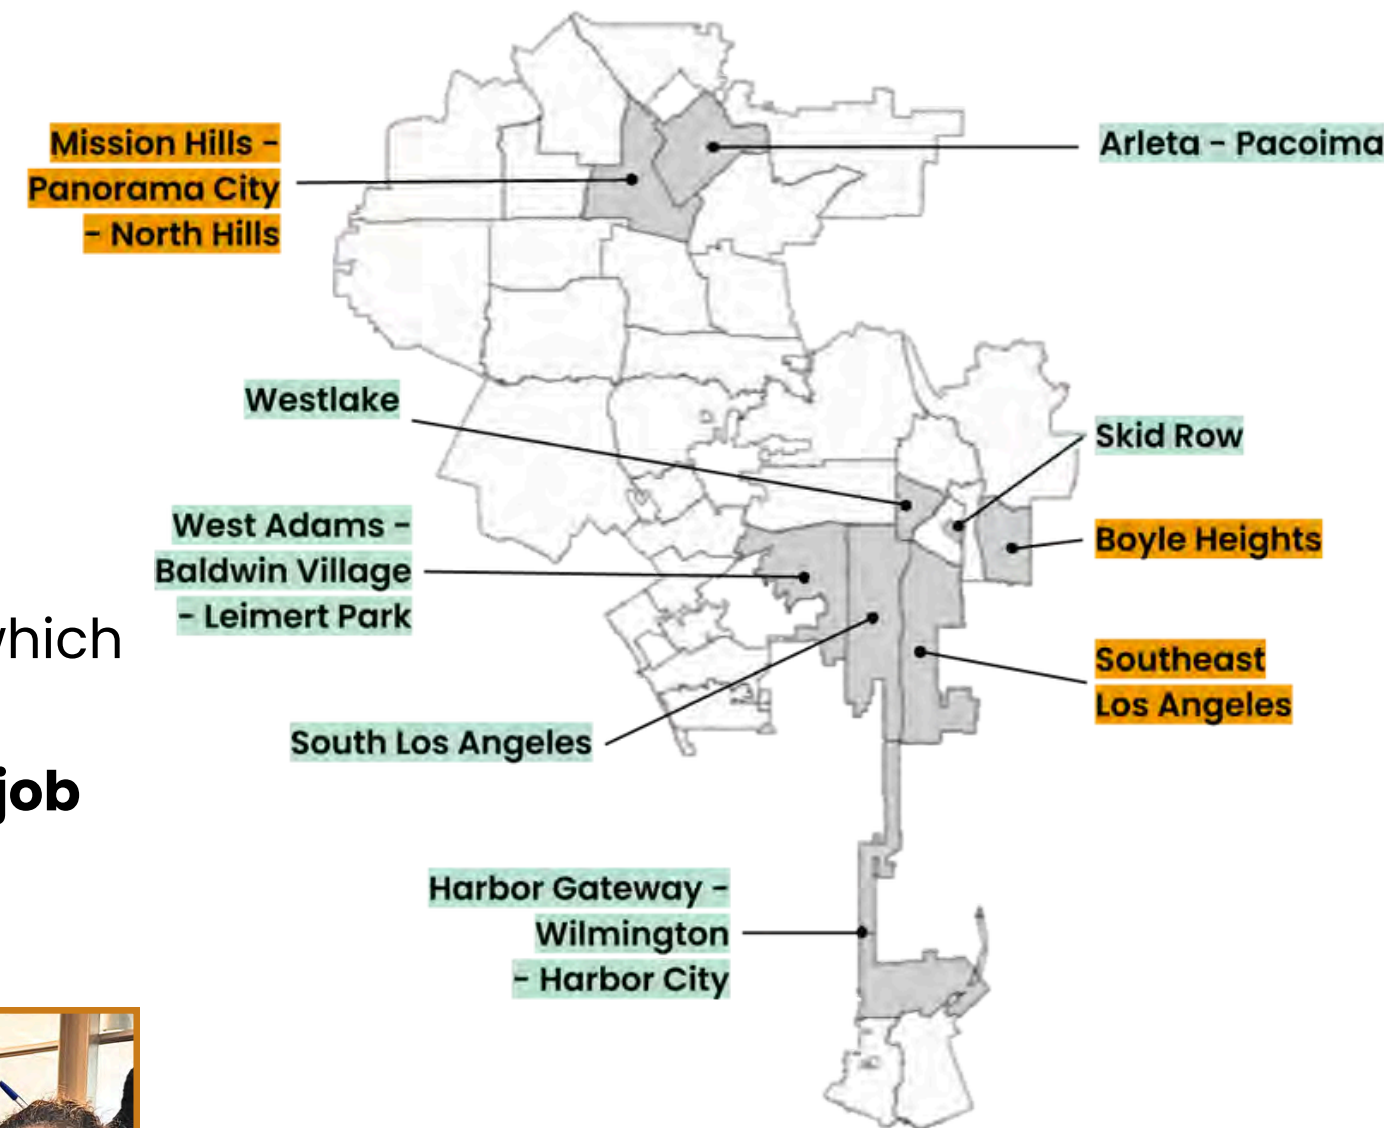 Mission Hills -
Panorama City
- North Hills
Arleta - Pacoima
Westlake
Skid Row
West Adams -
Baldwin Village
- Leimert Park
Boyle Heights
which
Southeast
Los Angeles
South Los Angeles
job
Harbor Gateway -
Wilmington
- Harbor City